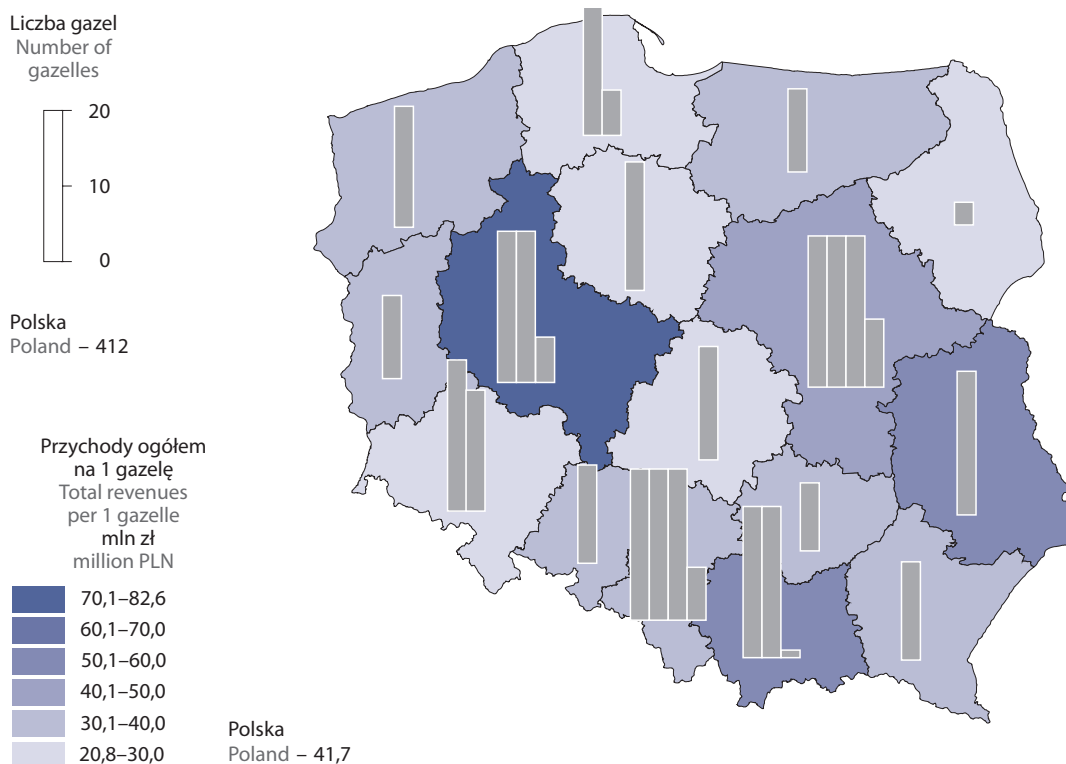 Liczba gazel
Number of
gazelles
20
10
0
Polska
Poland – 412
Przychody ogółem
na 1 gazelę
Total revenues
per 1 gazelle
mln zł
million PLN
70,1–82,6
60,1–70,0
50,1–60,0
40,1–50,0
30,1–40,0
20,8–30,0
Polska
Poland – 41,7